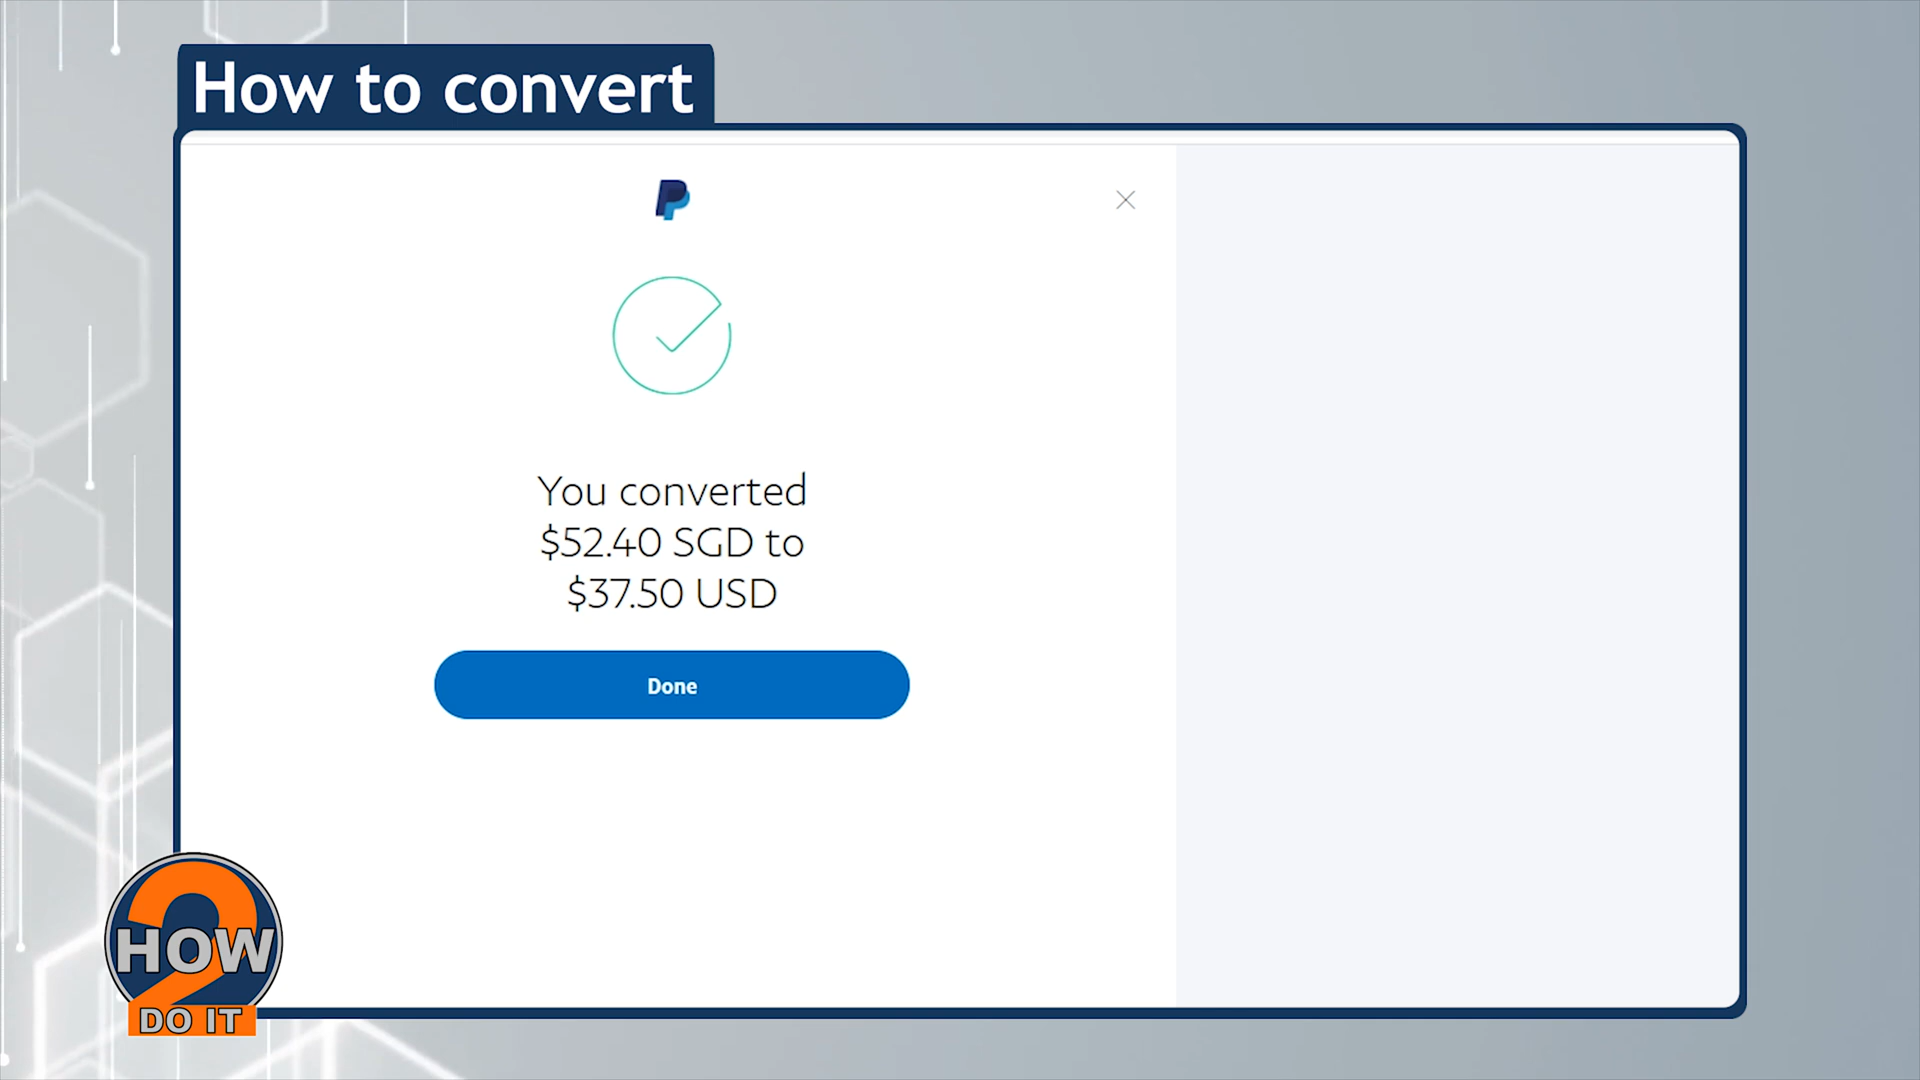 How to convert
You converted
$52.40 SGD to
$37.50 USD
Done
2
HOW
DO IT